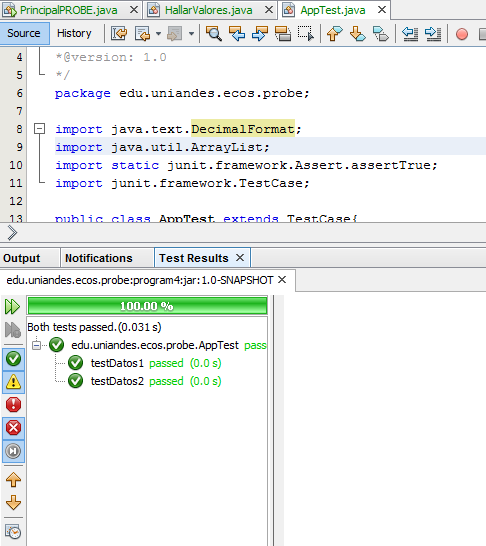 PrincipalPROBE.java HallarValores.java AppTest.java
Source History
4 *@version: 1.0
5 */
6 package edu.uniandes.ecos.probe;
7
8 import java.text.DecimalFormat;
9 import java.util.ArrayList;
10 import static junit.framework.Assert.assertTrue;
11 import junit.framework.TestCase;
12
13 public class AppTest extends TestCase{
Output Notifications Test Results
edu.uniandes.ecos.probe:program4:jar:1.0-SNAPSHOT
100.00 %
Both tests passed.(0.031 s)
edu.uniandes.ecos.probe.AppTest pass
testDatos1 passed (0.0 s)
testDatos2 passed (0.0 s)